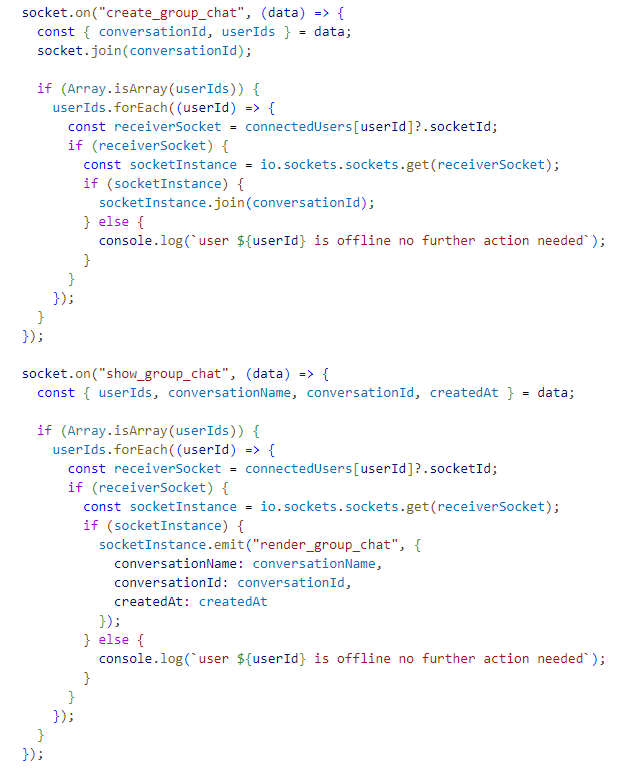 socket.on("create_group_chat", (data) => {
  const { conversationId, userIds } = data;
  socket.join(conversationId);

  if (Array.isArray(userIds)) {
    userIds.forEach((userId) => {
      const receiverSocket = connectedUsers[userId]?.socketId;
      if (receiverSocket) {
        const socketInstance = io.sockets.sockets.get(receiverSocket);
        if (socketInstance) {
          socketInstance.join(conversationId);
        } else {
          console.log(`user ${userId} is offline no further action needed`);
        }
      }
    });
  }
});

socket.on("show_group_chat", (data) => {
  const { userIds, conversationName, conversationId, createdAt } = data;

  if (Array.isArray(userIds)) {
    userIds.forEach((userId) => {
      const receiverSocket = connectedUsers[userId]?.socketId;
      if (receiverSocket) {
        const socketInstance = io.sockets.sockets.get(receiverSocket);
        if (socketInstance) {
          socketInstance.emit("render_group_chat", {
            conversationName: conversationName,
            conversationId: conversationId,
            createdAt: createdAt
          });
        } else {
          console.log(`user ${userId} is offline no further action needed`);
        }
      }
    });
  }
});